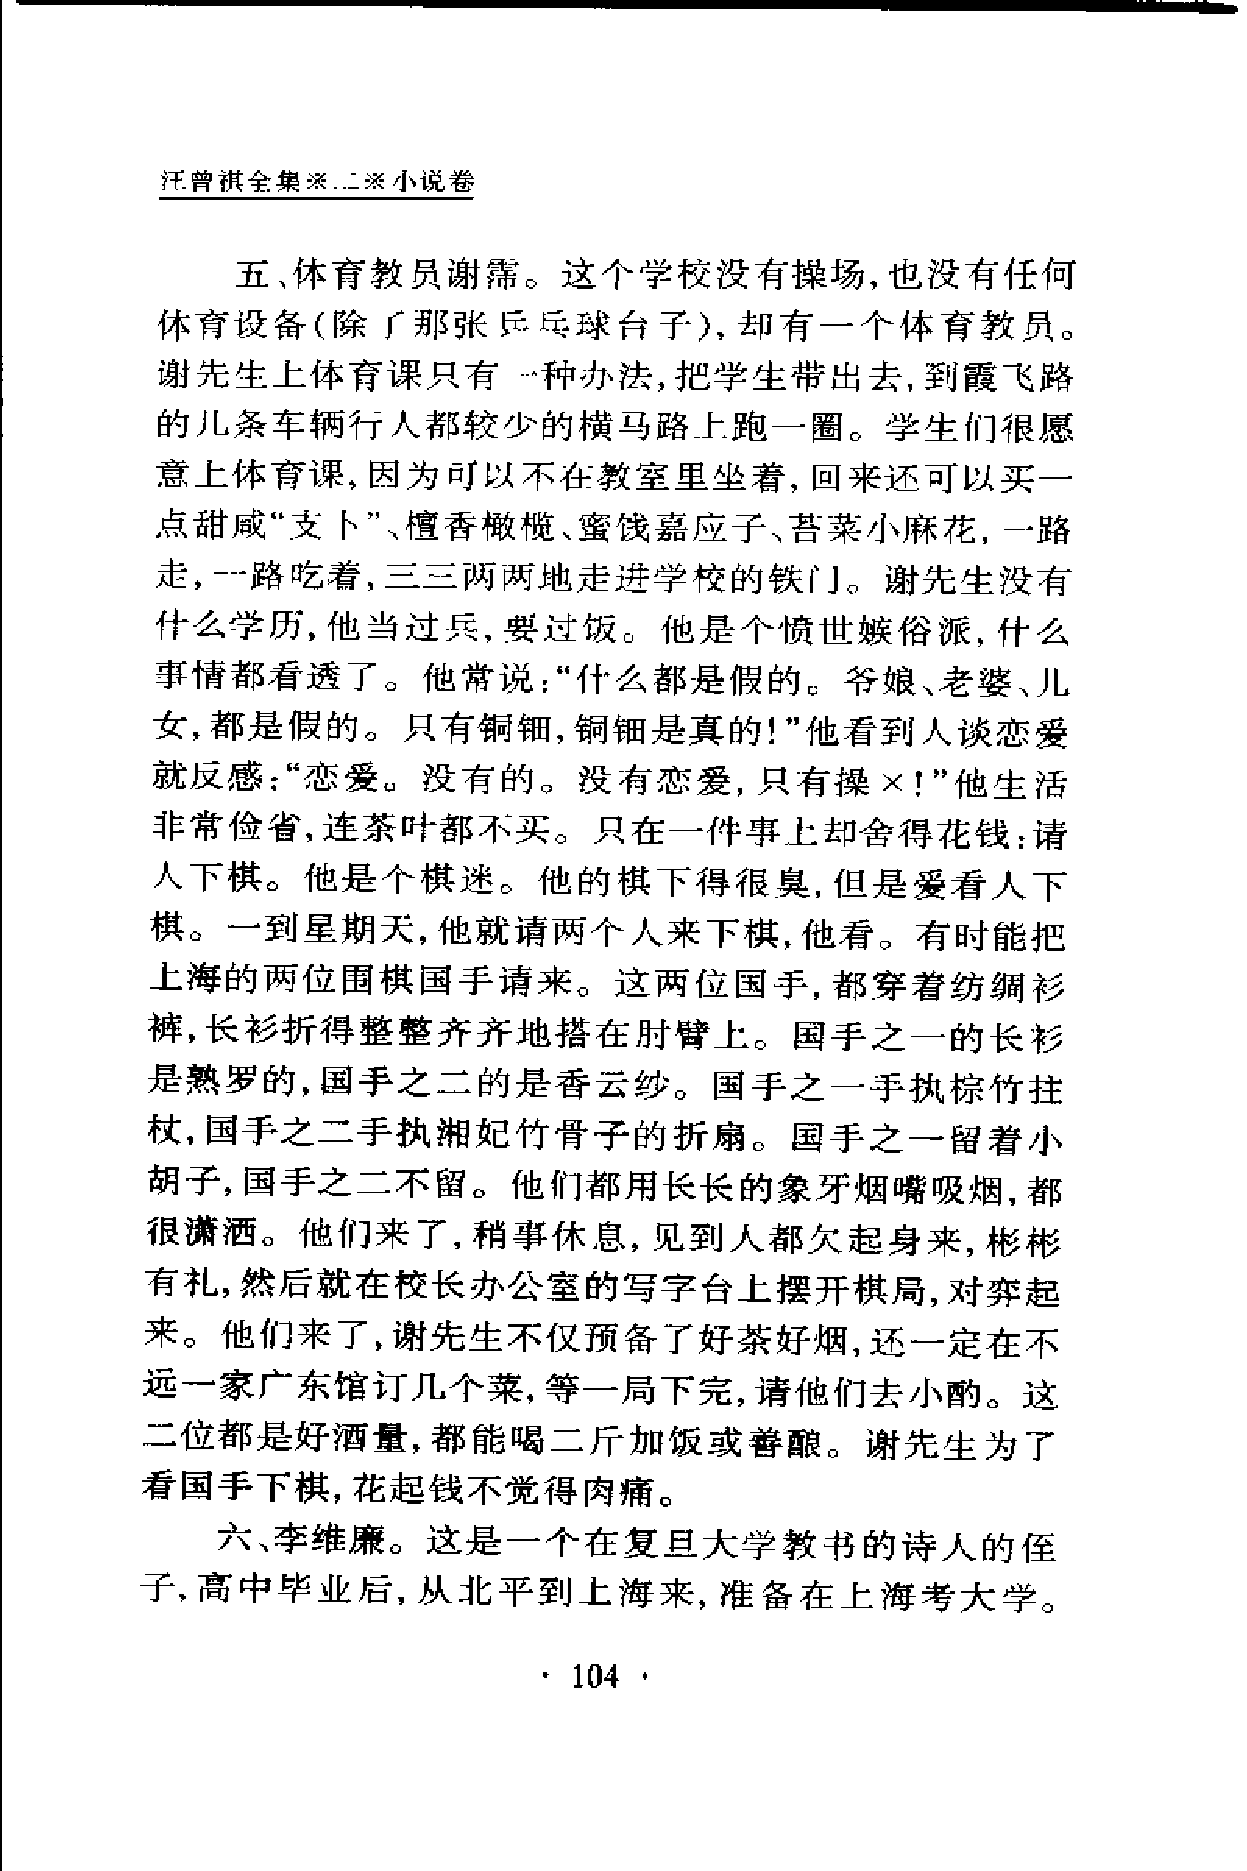 汪曾祺全集※二※小说卷
五、体育教员谢霈。这个学校没有操场,也没有任何
体育设备(除了那张乒乓球台子),却有一个体育教员。
谢先生上体育课只有一种办法,把学生带出去,到霞飞路
的几条车辆行人都较少的横马路上跑一圈。学生们很愿
意上体育课,因为可以不在教室里坐着,回来还可以买一
点甜咸“支卜”、檀香橄榄、蜜饯嘉应子、苔菜小麻花,一路
走,一路吃着,三三两两地走进学校的铁门。谢先生没有
什么学历,他当过兵,要过饭。他是个愤世嫉俗派,什么
事情都看透了。他常说:“什么都是假的。爷娘、老婆、儿
女,都是假的。只有铜钿,铜钿是真的!”他看到人谈恋爱
就反感:“恋爱。没有的。没有恋爱,只有操×!”他生活
非常俭省,连茶叶都不买。只在一件事上却舍得花钱:请
人下棋。他是个棋迷。他的棋下得很臭,但是爱看人下
棋。一到星期天,他就请两个人来下棋,他看。有时能把
上海的两位围棋国手请来。这两位国手,都穿着纺绸衫
裤,长衫折得整整齐齐地搭在肘臂上。国手之一的长衫
是熟罗的,国手之二的是香云纱。国手之一手执棕竹拄
杖,国手之二手执湘妃竹骨子的折扇。国手之一留着小
胡子,国手之二不留。他们都用长长的象牙烟嘴吸烟,都
很潇洒。他们来了,稍事休息,见到人都欠起身来,彬彬
有礼,然后就在校长办公室的写字台上摆开棋局,对弈起
来。他们来了,谢先生不仅预备了好茶好烟,还一定在不
远一家广东馆订几个菜,等一局下完,请他们去小酌。这
二位都是好酒量,都能喝二斤加饭或善酿。谢先生为了
看国手下棋,花起钱不觉得肉痛。
六、李维廉。这是一个在复旦大学教书的诗人的侄
子,高中毕业后,从北平到上海来,准备在上海考大学。
· 104 ·